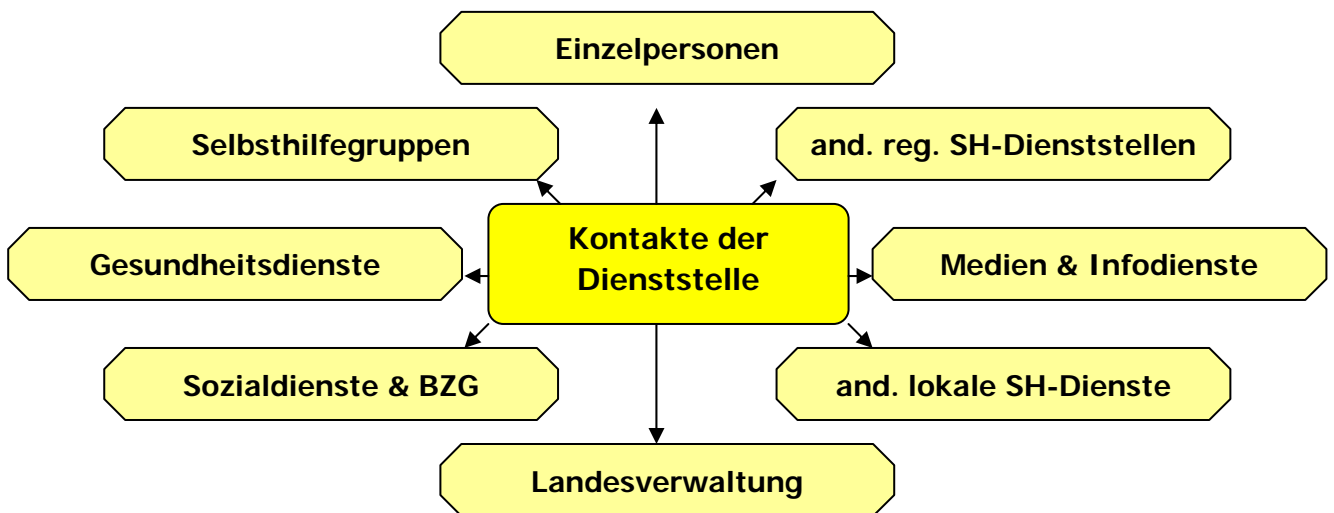 Einzelpersonen
Selbsthilfegruppen
and. reg. SH-Dienststellen
Kontakte der
Dienststelle
Gesundheitsdienste
Medien & Infodienste
Sozialdienste & BZG
and. lokale SH-Dienste
Landesverwaltung